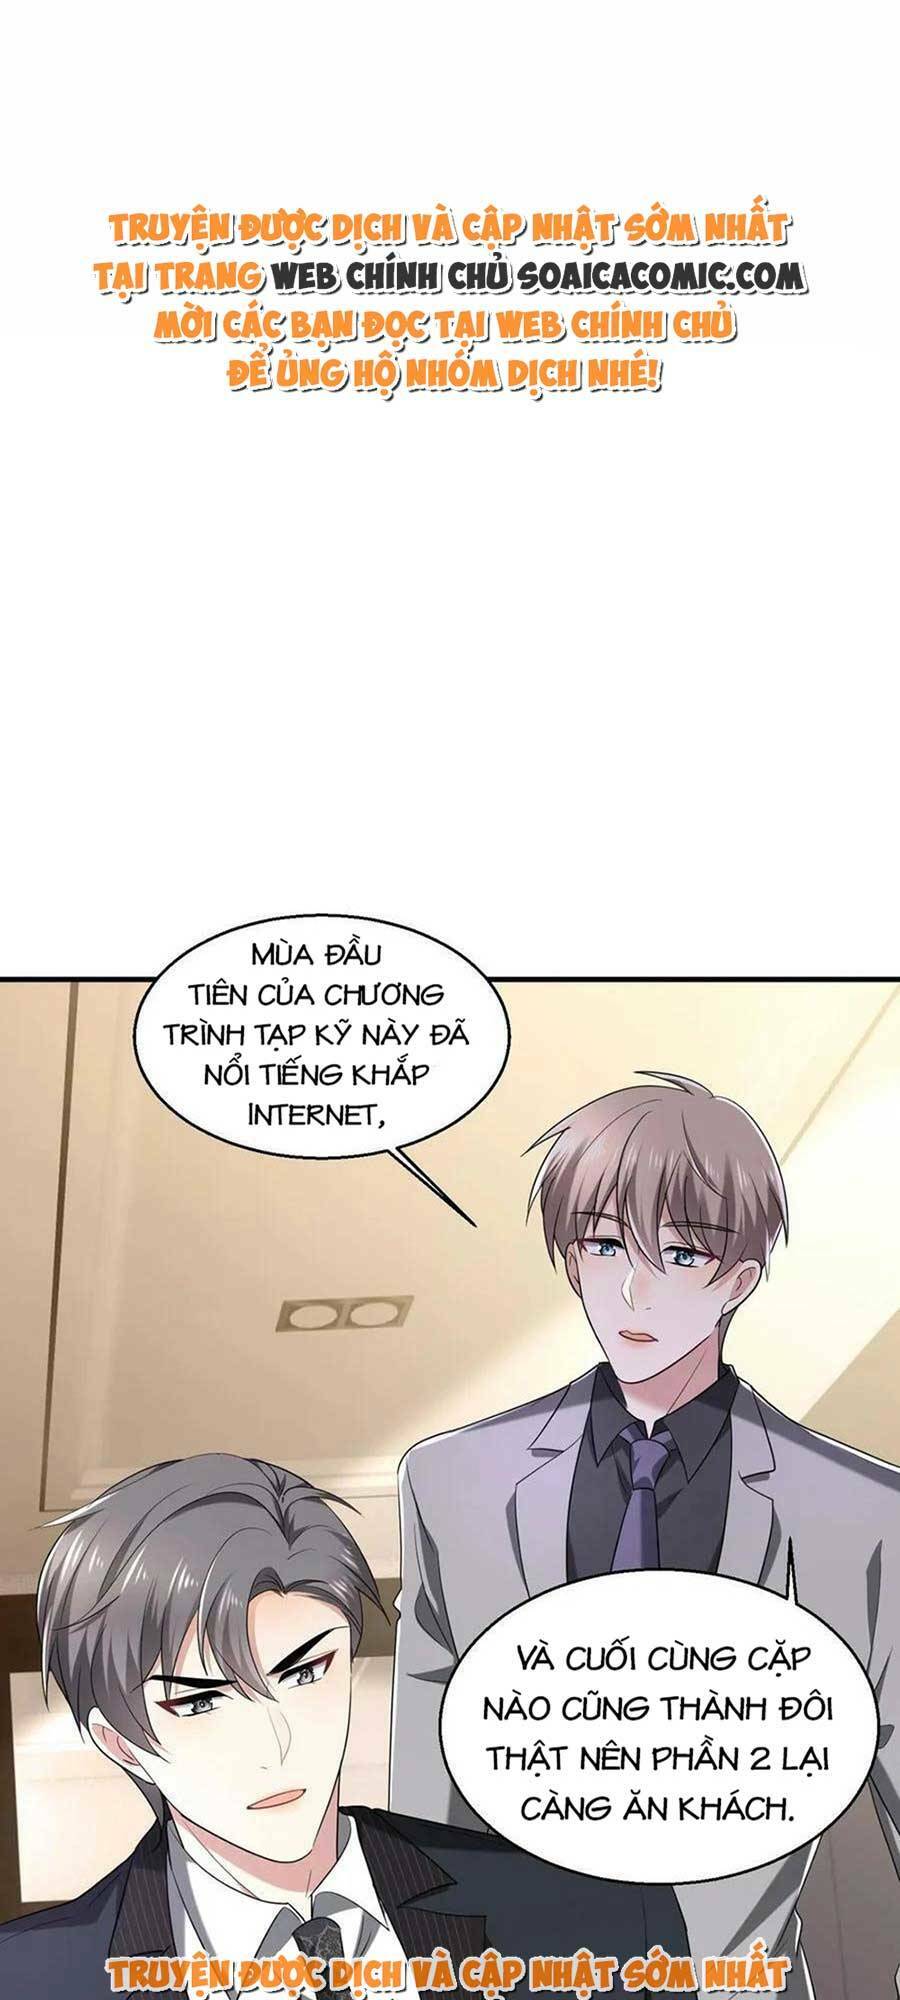 TRUYỆN ĐƯỢC DỊCH VÀ CẬP NHẬT SỚM NHẤT
TẠI TRANG WEB CHÍNH CHỦ SOAICACOMIC.COM
MỜI CÁC BẠN ĐỌC TẠI WEB CHÍNH CHỦ
ĐỂ ỦNG HỘ NHÓM DỊCH NHÉ!
MÙA ĐẦU
TIÊN CỦA CHƯƠNG
TRÌNH TẠP KỸ NÀY ĐÃ
NỔI TIẾNG KHẮP
INTERNET,
VÀ CUỐI CÙNG CẶP
NÀO CŨNG THÀNH ĐÔI
THẬT NÊN PHẦN 2 LẠI
CÀNG ĂN KHÁCH.
TRUYỆN ĐƯỢC DỊCH VÀ CẬP NHẬT SỚM NHẤT